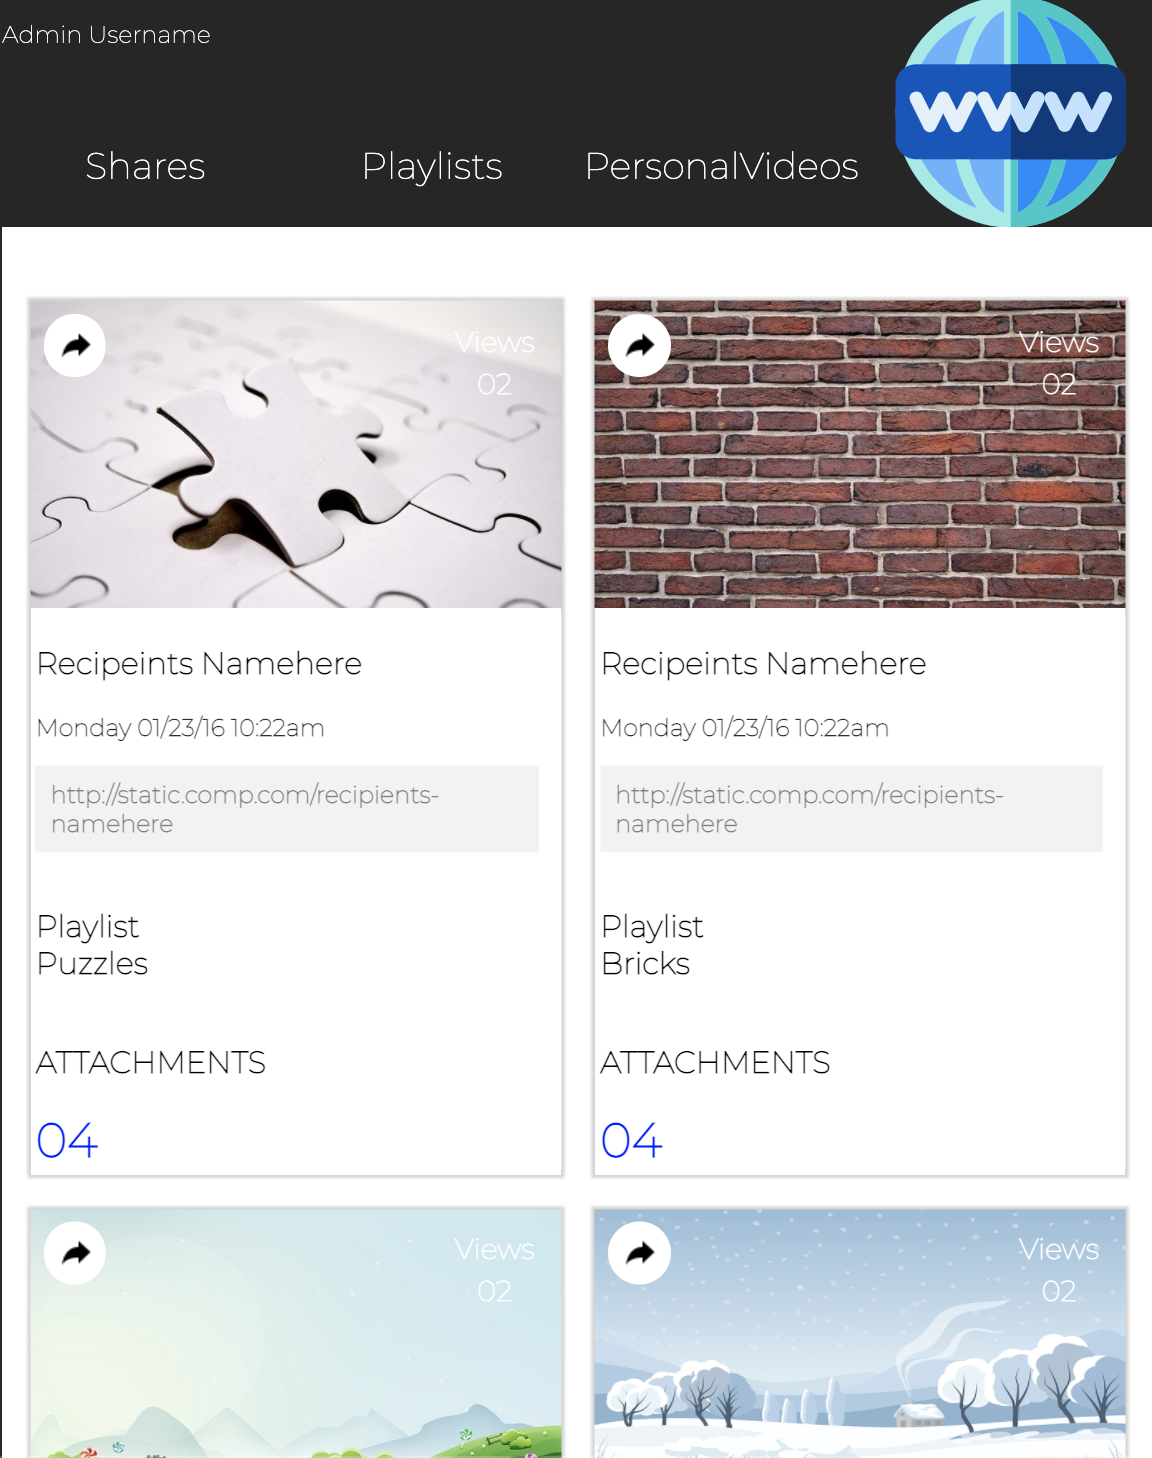 Admin Username
www
Shares Playlists PersonalVideos
Views
02
Recipeints Namehere
Monday 01/23/16 10:22am
http://static.comp.com/recipients-
namehere
Playlist
Puzzles
ATTACHMENTS
04
Views
02
Recipeints Namehere
Monday 01/23/16 10:22am
http://static.comp.com/recipients-
namehere
Playlist
Bricks
ATTACHMENTS
04
Views
02
Views
02